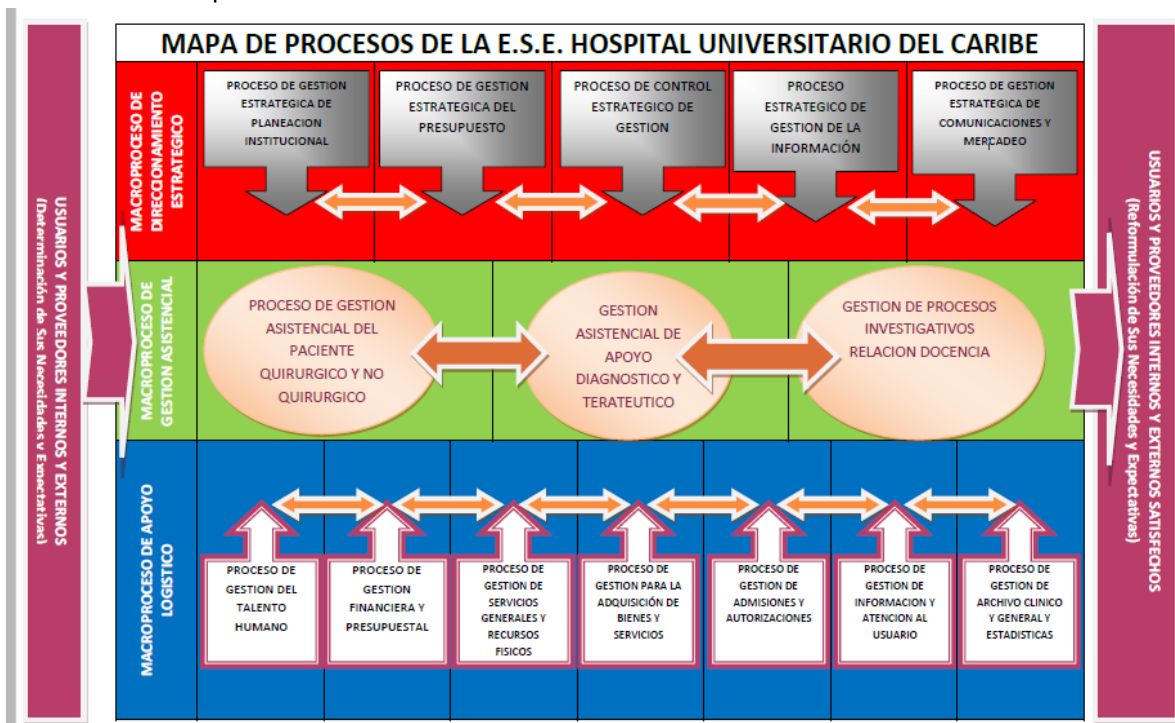 MAPA DE PROCESOS DE LA E.S.E. HOSPITAL UNIVERSITARIO DEL CARIBE
USUARIOS Y PROVEEDORES INTERNOS Y EXTERNOS
(Determinación de Sus Necesidades y Expectativas)
MACROPROCESO DE
DIRECCIONAMIENTO
ESTRATEGICO
PROCESO DE GESTION
ESTRATEGICA DE
PLANEACION
INSTITUCIONAL
PROCESO DE GESTION
ESTRATEGICA DEL
PRESUPUESTO
PROCESO DE CONTROL
ESTRATEGICO DE
GESTION
PROCESO
ESTRATEGICO DE
GESTION DE LA
INFORMACIÓN
PROCESO DE GESTION
ESTRATEGICA DE
COMUNICACIONES Y
MERCADEO
MACROPROCESO DE
GESTION ASISTENCIAL
PROCESO DE GESTION
ASISTENCIAL DEL
PACIENTE
QUIRURGICO Y NO
QUIRURGICO
GESTION
ASISTENCIAL DE
APOYO
DIAGNOSTICO Y
TERATEUTICO
GESTION DE PROCESOS
INVESTIGATIVOS
RELACION DOCENCIA
MACROPROCESO DE APOYO
LOGISTICO
PROCESO DE
GESTION DEL
TALENTO
HUMANO
PROCESO DE
GESTION
FINANCIERA Y
PRESUPUESTAL
PROCESO DE
GESTION DE
SERVICIOS
GENERALES Y
RECURSOS
FISICOS
PROCESO DE
GESTION PARA LA
ADQUISICIÓN DE
BIENES Y
SERVICIOS
PROCESO DE
GESTION DE
ADMISIONES Y
AUTORIZACIONES
PROCESO DE
GESTION DE
INFORMACION Y
ATENCION AL
USUARIO
PROCESO DE
GESTION DE
ARCHIVO CLINICO
Y GENERAL Y
ESTADISTICAS
USUARIOS Y PROVEEDORES INTERNOS Y EXTERNOS SATISFECHOS
(Reformulación de Sus Necesidades y Expectativas)